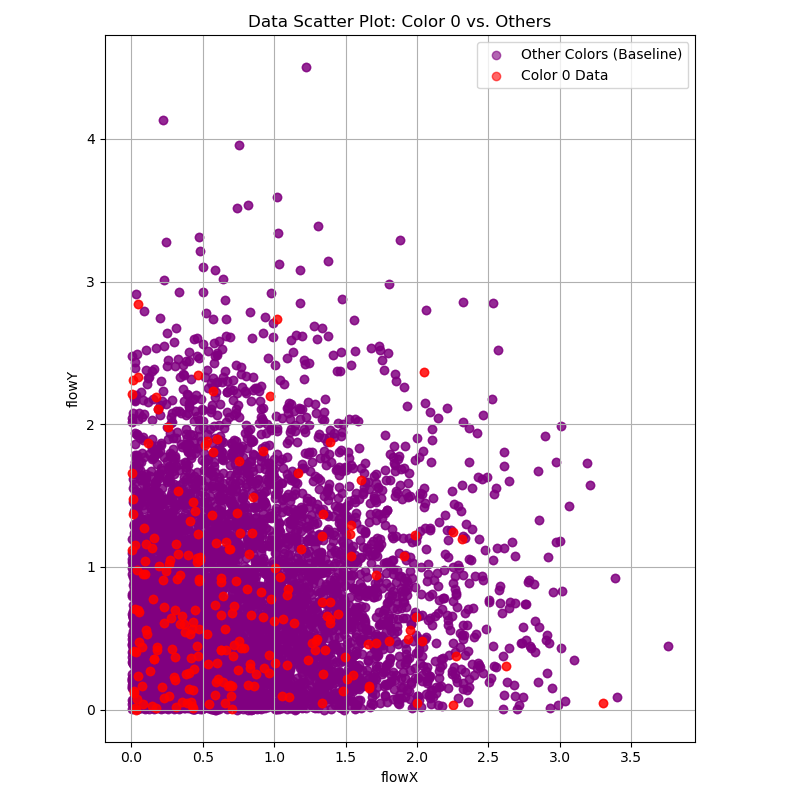 Data Scatter Plot: Color 0 vs. Others
Other Colors (Baseline)
Color 0 Data
4
3
2
1
0
flowY
0.0 0.5 1.0 1.5 2.0 2.5 3.0 3.5
flowX